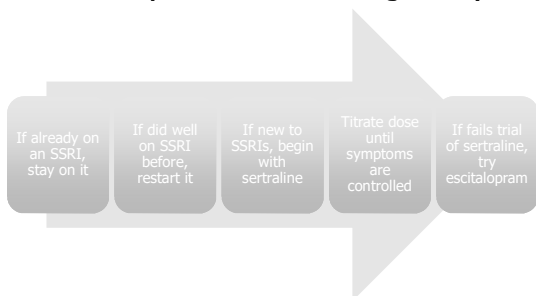 If already on
an SSRI,
stay on it
If did well
on SSRI
before,
restart it
If new to
SSRIs, begin
with
sertraline
Titrate dose
until
symptoms
are
controlled
If fails trial
of sertraline,
try
escitalopram